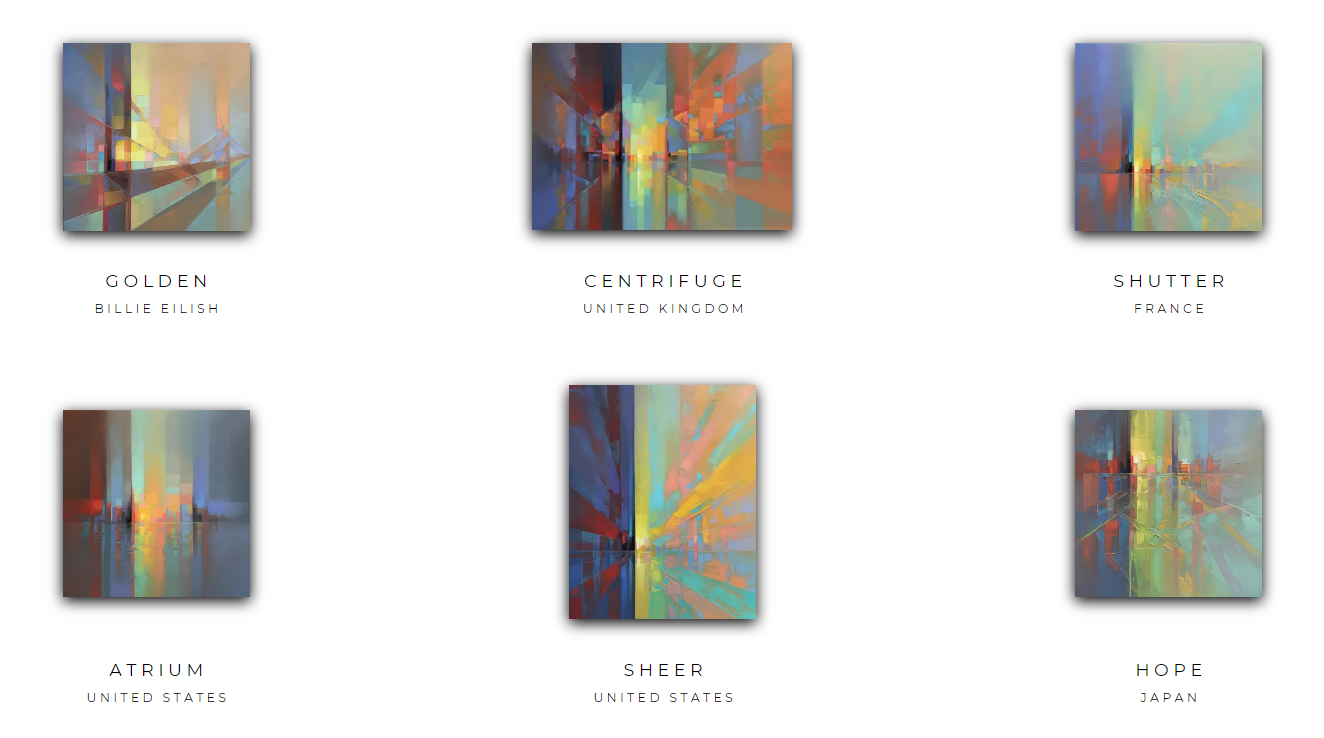 GOLDEN
BILLIE EILISH
CENTRIFUGE
UNITED KINGDOM
SHUTTER
FRANCE
ATRIUM
UNITED STATES
SHEER
UNITED STATES
HOPE
JAPAN